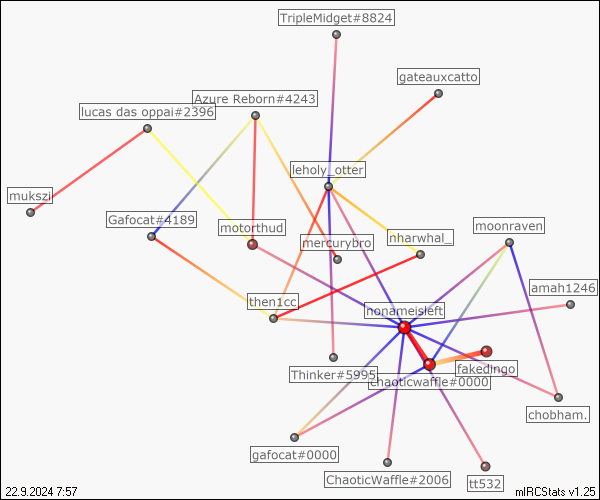 TripleMidget#8824
gateauxcatto
Azure Reborn#4243
lucas das oppai#2396
leholy_otter
mukszi
Gafocat#4189
motorthud
moonraven
nharwhal_
mercurybro
amah1246
then1cc
nonameisleft
Thinker#5995
fakedingo
chaoticwaffle#0000
chobham.
gafocat#0000
ChaoticWaffle#2006
tt532
22.9.2024 7:57
mIRCStats v1.25